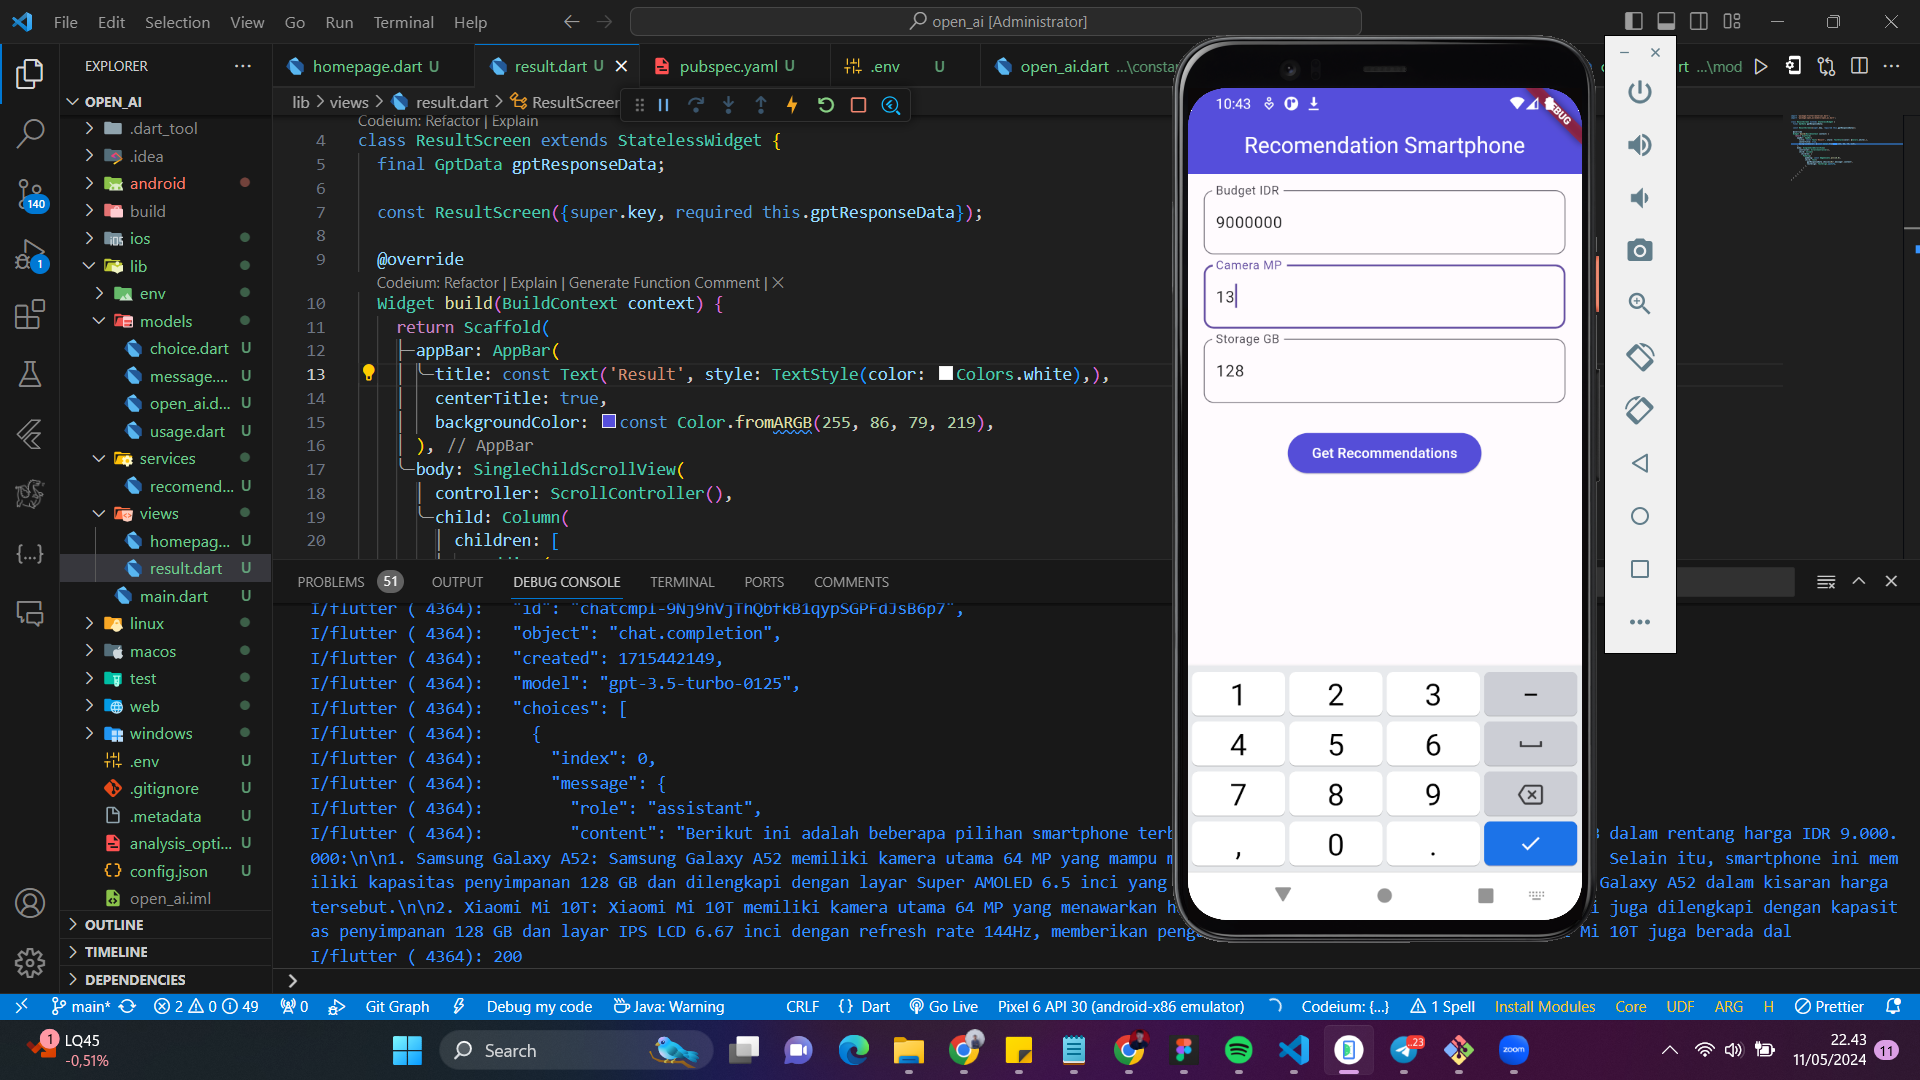 File Edit Selection View Go Run Terminal Help
open_ai [Administrator]
EXPLORER
homepage.dart U
result.dart U
pubspec.yaml U
.env U
open_ai.dart ...\constan
rt ...\mod
OPEN_AI
.dart_tool
.idea
android
build
ios
lib
env
models
choice.dart U
message.... U
open_ai.d... U
usage.dart U
services
recomend... U
views
homepag... U
result.dart U
main.dart U
linux
macos
test
web
windows
.env U
.gitignore U
.metadata U
analysis_opti... U
config.json U
open_ai.iml
OUTLINE
TIMELINE
DEPENDENCIES
140
1
lib > views > result.dart > ResultScreen
Codeium: Refactor | Explain
4 class ResultScreen extends StatelessWidget {
5 final GptData gptResponseData;
6
7 const ResultScreen({super.key, required this.gptResponseData});
8
9 @override
Codeium: Refactor | Explain | Generate Function Comment | X
10 Widget build(BuildContext context) {
11 return Scaffold(
12 appBar: AppBar(
13 title: const Text('Result', style: TextStyle(color: Colors.white),),
14 centerTitle: true,
15 backgroundColor: const Color.fromARGB(255, 86, 79, 219),
16 ), // AppBar
17 body: SingleChildScrollView(
18 controller: ScrollController(),
19 child: Column(
20 children: [
PROBLEMS 51 OUTPUT DEBUG CONSOLE TERMINAL PORTS COMMENTS
I/flutter ( 4364): "id": "chatcmpl-9Nj9hVjThQbfkB1qypSGPFdJsB6p7",
I/flutter ( 4364): "object": "chat.completion",
I/flutter ( 4364): "created": 1715442149,
I/flutter ( 4364): "model": "gpt-3.5-turbo-0125",
I/flutter ( 4364): "choices": [
I/flutter ( 4364): {
I/flutter ( 4364): "index": 0,
I/flutter ( 4364): "message": {
I/flutter ( 4364): "role": "assistant",
I/flutter ( 4364): "content": "Berikut ini adalah beberapa pilihan smartphone terb B dalam rentang harga IDR 9.000.
000:\n\n1. Samsung Galaxy A52: Samsung Galaxy A52 memiliki kamera utama 64 MP yang mampu m Selain itu, smartphone ini mem
iliki kapasitas penyimpanan 128 GB dan dilengkapi dengan layar Super AMOLED 6.5 inci yang Galaxy A52 dalam kisaran harga
tersebut.\n\n2. Xiaomi Mi 10T: Xiaomi Mi 10T memiliki kamera utama 64 MP yang menawarkan h i juga dilengkapi dengan kapasit
as penyimpanan 128 GB dan layar IPS LCD 6.67 inci dengan refresh rate 144Hz, memberikan peng Mi 10T juga berada dal
I/flutter ( 4364): 200
10:43
DEBUG
Recomendation Smartphone
Budget IDR
9000000
Camera MP
13
Storage GB
128
Get Recommendations
1 2 3 -
4 5 6
7 8 9
, 0 .
main* 2 0 49 0 Git Graph Debug my code Java: Warning CRLF {} Dart Go Live Pixel 6 API 30 (android-x86 emulator) Codeium: {...} 1 Spell Install Modules Core UDF ARG H Prettier
1
LQ45
-0,51%
Search
23
zoom
22.43
11/05/2024
11